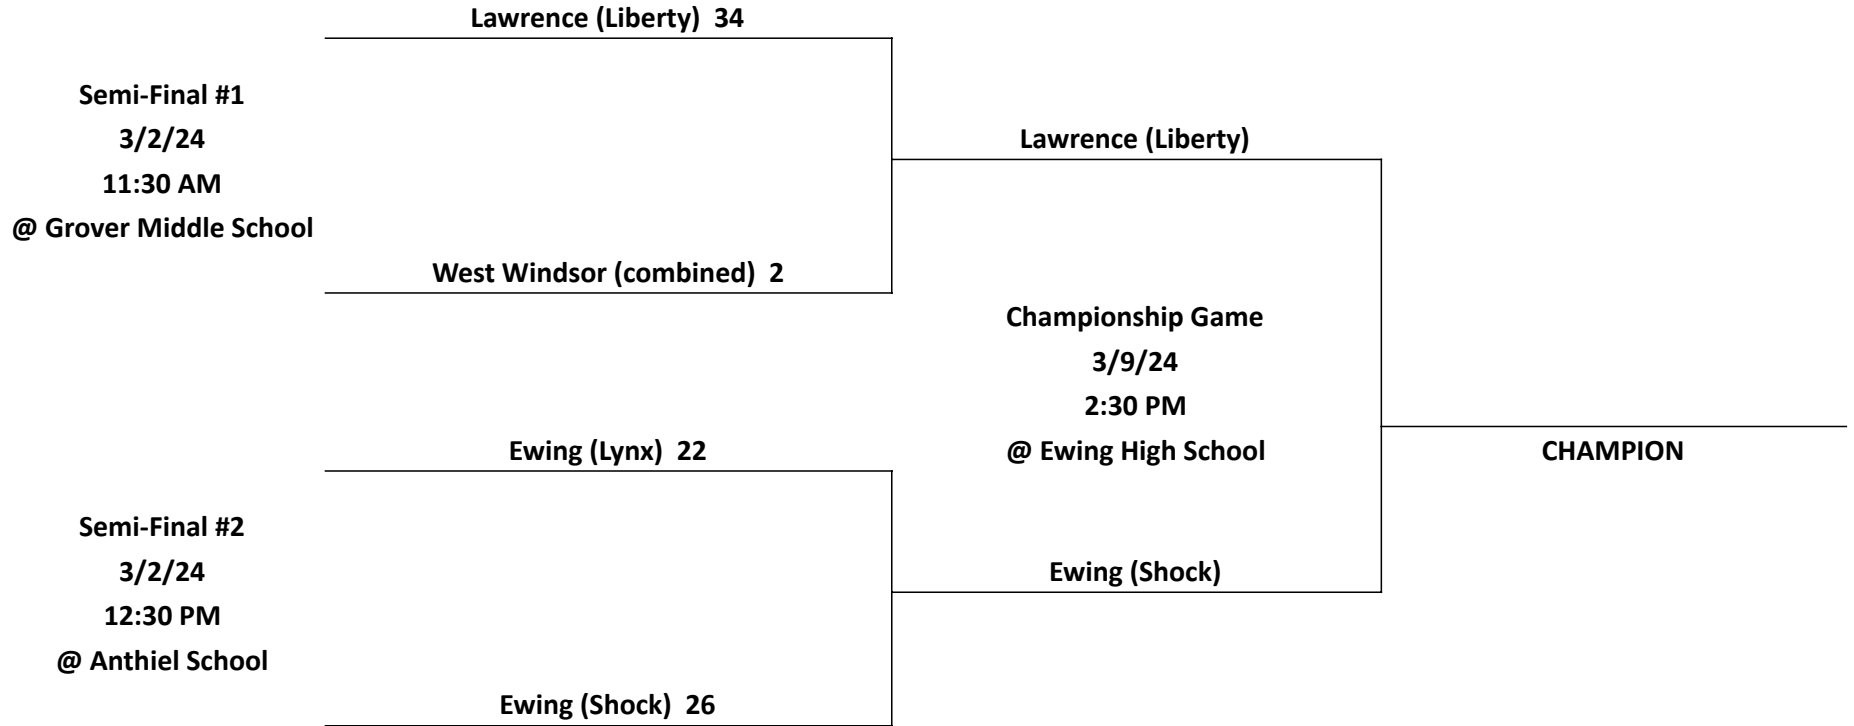 Lawrence (Liberty) 34
Semi-Final #1
3/2/24
11:30 AM
@ Grover Middle School
West Windsor (combined) 2
Lawrence (Liberty)
Championship Game
3/9/24
2:30 PM
@ Ewing High School
CHAMPION
Ewing (Lynx) 22
Semi-Final #2
3/2/24
12:30 PM
@ Anthiel School
Ewing (Shock) 26
Ewing (Shock)